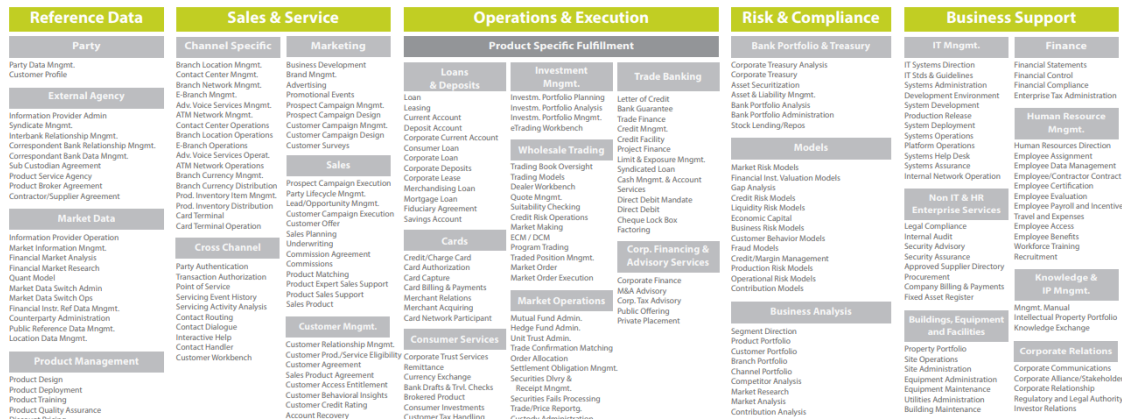 Reference Data
Party
Party Data Mngmt.
Customer Profile
External Agency
Information Provider Admin
Syndicate Mngmt.
Interbank Relationship Mngmt.
Correspondent Bank Relationship Mngmt.
Correspondant Bank Data Mngmt.
Sub Custodian Agreement
Product Service Agency
Product Broker Agreement
Contractor/Supplier Agreement
Market Data
Information Provider Operation
Market Information Mngmt.
Financial Market Analysis
Financial Market Research
Quant Model
Market Data Switch Admin
Market Data Switch Ops
Financial Instr. Ref Data Mngmt.
Counterparty Administration
Public Reference Data Mngmt.
Location Data Mngmt.
Product Management
Product Design
Product Deployment
Product Training
Product Quality Assurance
Discount Pricing
Sales & Service
Channel Specific
Branch Location Mngmt.
Contact Center Mngmt.
Branch Network Mngmt.
E-Branch Mngmt.
Adv. Voice Services Mngmt.
ATM Network Mngmt.
Contact Center Operations
Branch Location Operations
E-Branch Operations
Adv. Voice Services Operat.
ATM Network Operations
Branch Currency Mngmt.
Branch Currency Distribution
Prod. Inventory Item Mngmt.
Prod. Inventory Distribution
Card Terminal
Card Terminal Operation
Cross Channel
Party Authentication
Transaction Authorization
Point of Service
Servicing Event History
Servicing Activity Analysis
Contact Routing
Contact Dialogue
Interactive Help
Contact Handler
Customer Workbench
Marketing
Business Development
Brand Mngmt.
Advertising
Promotional Events
Prospect Campaign Mngmt.
Prospect Campaign Design
Customer Campaign Mngmt.
Customer Campaign Design
Customer Surveys
Sales
Prospect Campaign Execution
Party Lifecycle Mngmt.
Lead/Opportunity Mngmt.
Customer Campaign Execution
Customer Offer
Sales Planning
Underwriting
Commission Agreement
Commissions
Product Matching
Product Expert Sales Support
Product Sales Support
Sales Product
Customer Mngmt.
Customer Relationship Mngmt.
Customer Prod./Service Eligibility
Customer Agreement
Sales Product Agreement
Customer Access Entitlement
Customer Behavioral Insights
Customer Credit Rating
Account Recovery
Operations & Execution
Product Specific Fulfillment
Loans
& Deposits
Loan
Leasing
Current Account
Deposit Account
Corporate Current Account
Consumer Loan
Corporate Loan
Corporate Deposits
Corporate Lease
Merchandising Loan
Mortgage Loan
Fiduciary Agreement
Savings Account
Cards
Credit/Charge Card
Card Authorization
Card Capture
Card Billing & Payments
Merchant Relations
Merchant Acquiring
Card Network Participant
Consumer Services
Corporate Trust Services
Remittance
Currency Exchange
Bank Drafts & Trvl. Checks
Brokered Product
Consumer Investments
Customer Tax Handling
Investment
Mngmt.
Investm. Portfolio Planning
Investm. Portfolio Analysis
Investm. Portfolio Mngmt.
eTrading Workbench
Wholesale Trading
Trading Book Oversight
Trading Models
Dealer Workbench
Quote Mngmt.
Suitability Checking
Credit Risk Operations
Market Making
ECM / DCM
Program Trading
Traded Position Mngmt.
Market Order
Market Order Execution
Market Operations
Mutual Fund Admin.
Hedge Fund Admin.
Unit Trust Admin.
Trade Confirmation Matching
Order Allocation
Settlement Obligation Mngmt.
Securities Dlvry &
Receipt Mngmt.
Securities Fails Processing
Trade/Price Reportg.
Custody Administration
Trade Banking
Letter of Credit
Bank Guarantee
Trade Finance
Credit Mngmt.
Credit Facility
Project Finance
Limit & Exposure Mngmt.
Syndicated Loan
Cash Mngmt. & Account
Services
Direct Debit Mandate
Direct Debit
Cheque Lock Box
Factoring
Corp. Financing &
Advisory Services
Corporate Finance
M&A Advisory
Corp. Tax Advisory
Public Offering
Private Placement
Risk & Compliance
Bank Portfolio & Treasury
Corporate Treasury Analysis
Corporate Treasury
Asset Securitization
Asset & Liability Mngmt.
Bank Portfolio Analysis
Bank Portfolio Administration
Stock Lending/Repos
Models
Market Risk Models
Financial Inst. Valuation Models
Gap Analysis
Credit Risk Models
Liquidity Risk Models
Economic Capital
Business Risk Models
Customer Behavior Models
Fraud Models
Credit/Margin Management
Production Risk Models
Operational Risk Models
Contribution Models
Business Analysis
Segment Direction
Product Portfolio
Customer Portfolio
Branch Portfolio
Channel Portfolio
Competitor Analysis
Market Research
Market Analysis
Contribution Analysis
Business Support
IT Mngmt.
IT Systems Direction
IT Stds & Guidelines
Systems Administration
Development Environment
System Development
Production Release
System Deployment
Systems Operations
Platform Operations
Systems Help Desk
Systems Assurance
Internal Network Operation
Non IT & HR
Enterprise Services
Legal Compliance
Internal Audit
Security Advisory
Security Assurance
Approved Supplier Directory
Procurement
Company Billing & Payments
Fixed Asset Register
Buildings, Equipment
and Facilities
Property Portfolio
Site Operations
Site Administration
Equipment Administration
Equipment Maintenance
Utilities Administration
Building Maintenance
Finance
Financial Statements
Financial Control
Financial Compliance
Enterprise Tax Administration
Human Resource
Mngmt.
Human Resources Direction
Employee Assignment
Employee Data Management
Employee/Contractor Contract
Employee Certification
Employee Evaluation
Employee Payroll and Incentive
Travel and Expenses
Employee Access
Employee Benefits
Workforce Training
Recruitment
Knowledge &
IP Mngmt.
Mngmt. Manual
Intellectual Property Portfolio
Knowledge Exchange
Corporate Relations
Corporate Communications
Corporate Alliance/Stakeholder
Corporate Relationship
Regulatory and Legal Authority
Investor Relations